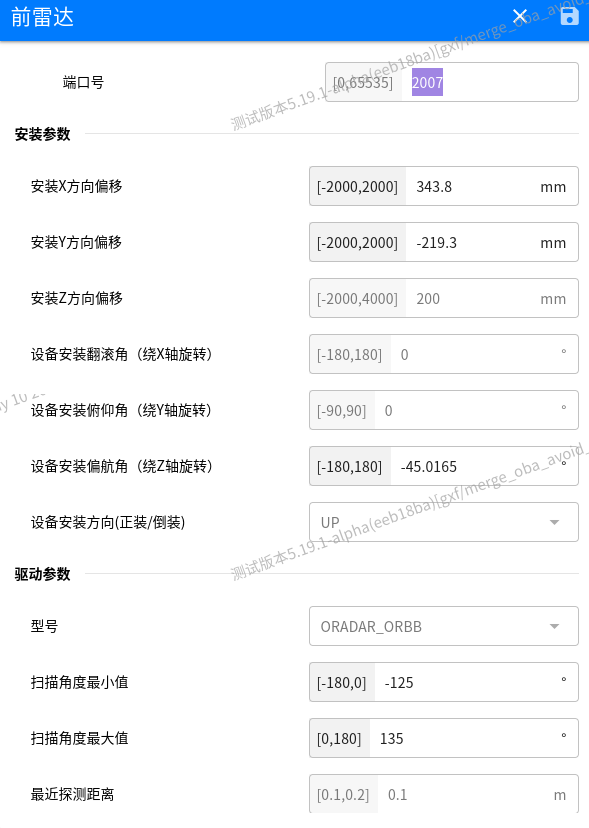 前雷达
端口号 [0,65535] 2007
测试版本5.19.1-alpha(eeb18ba)[gxf/merge_oba_avoid_
安装参数
安装X方向偏移 [-2000,2000] 343.8 mm
安装Y方向偏移 [-2000,2000] -219.3 mm
安装Z方向偏移 [-2000,4000] 200 mm
设备安装翻滚角（绕X轴旋转） [-180,180] 0 °
设备安装俯仰角（绕Y轴旋转） [-90,90] 0 °
设备安装偏航角（绕Z轴旋转） [-180,180] -45.0165 °
设备安装方向(正装/倒装) UP
测试版本5.19.1-alpha(eeb18ba)[gxf/merge_oba_avoid_
驱动参数
型号 ORADAR_ORBB
扫描角度最小值 [-180,0] -125 °
扫描角度最大值 [0,180] 135 °
最近探测距离 [0.1,0.2] 0.1 m